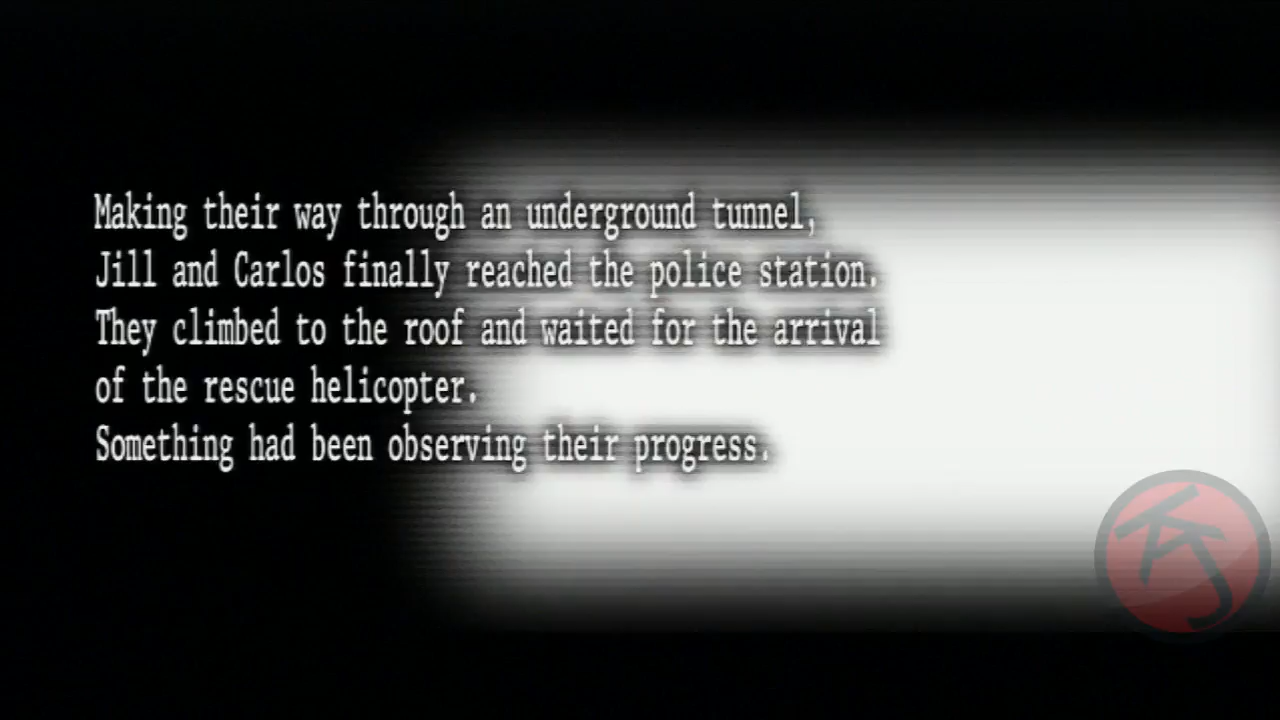 Making their way through an underground tunnel,
Jill and Carlos finally reached the police station.
They climbed to the roof and waited for the arrival
of the rescue helicopter.
Something had been observing their progress.